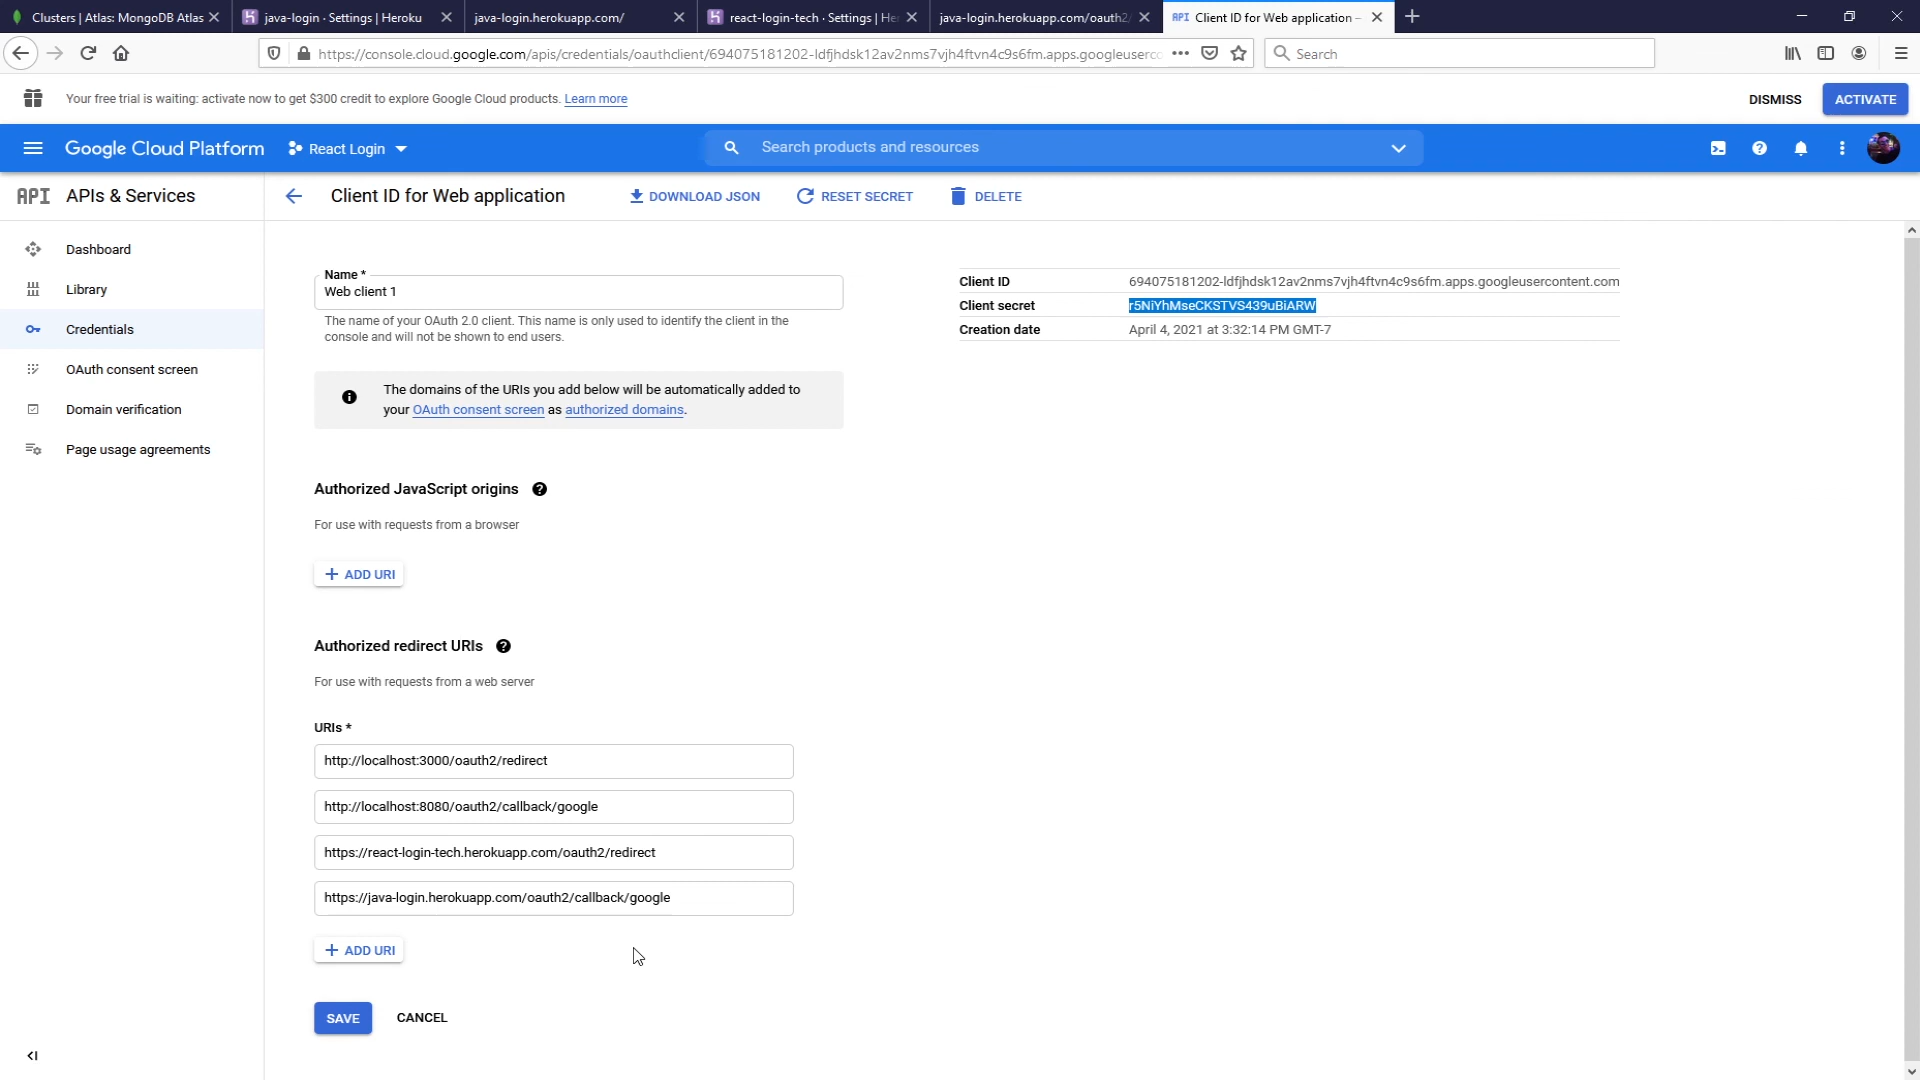 Clusters | Atlas: MongoDB Atlas
java-login · Settings | Heroku
java-login.herokuapp.com/
react-login-tech · Settings | He
java-login.herokuapp.com/oauth2/
API Client ID for Web application –
https://console.cloud.google.com/apis/credentials/oauthclient/694075181202-ldfjhdsk12av2nms7vjh4ftvn4c9s6fm.apps.googleuserc
Search
Your free trial is waiting: activate now to get $300 credit to explore Google Cloud products. Learn more
DISMISS
ACTIVATE
Google Cloud Platform
React Login
Search products and resources
API APIs & Services
Client ID for Web application
DOWNLOAD JSON
RESET SECRET
DELETE
Dashboard
Library
Credentials
OAuth consent screen
Domain verification
Page usage agreements
Name *
Web client 1
The name of your OAuth 2.0 client. This name is only used to identify the client in the
console and will not be shown to end users.
The domains of the URIs you add below will be automatically added to
your OAuth consent screen as authorized domains.
Client ID 694075181202-ldfjhdsk12av2nms7vjh4ftvn4c9s6fm.apps.googleusercontent.com
Client secret r5NiYhMseCKSTVS439uBiARW
Creation date April 4, 2021 at 3:32:14 PM GMT-7
Authorized JavaScript origins
For use with requests from a browser
ADD URI
Authorized redirect URIs
For use with requests from a web server
URIs *
http://localhost:3000/oauth2/redirect
http://localhost:8080/oauth2/callback/google
https://react-login-tech.herokuapp.com/oauth2/redirect
https://java-login.herokuapp.com/oauth2/callback/google
ADD URI
SAVE
CANCEL